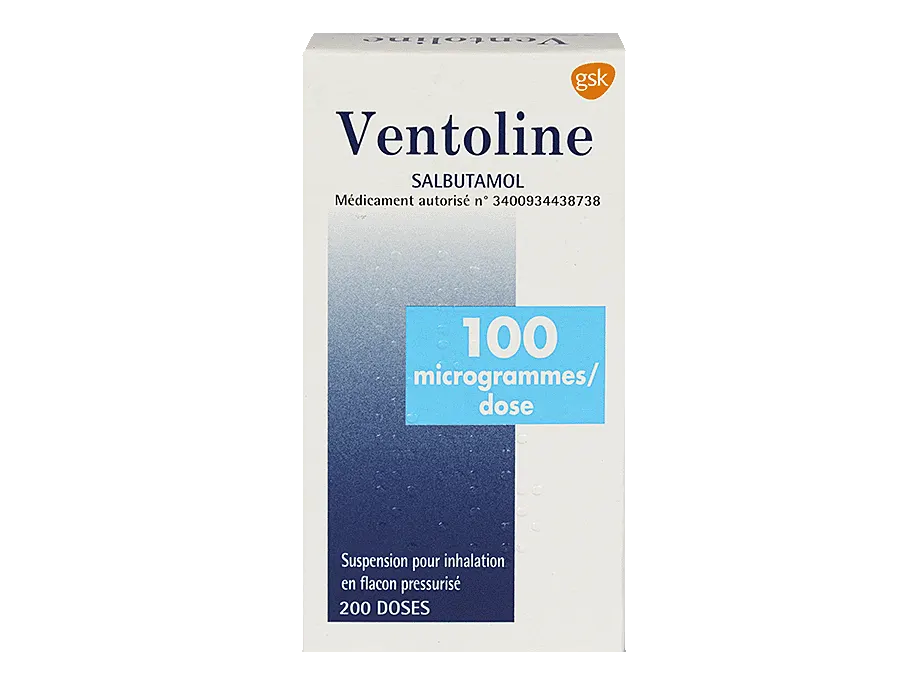 Ventoline
gsk
Ventoline
SALBUTAMOL
Médicament autorisé n° 3400934438738
100
microgrammes/
dose
Suspension pour inhalation
en flacon pressurisé
200 DOSES